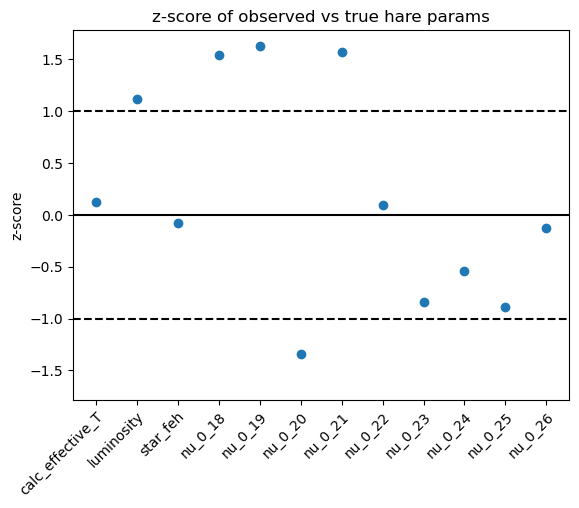 z-score of observed vs true hare params
z-score
1.5
1.0
0.5
0.0
−0.5
−1.0
−1.5
calc_effective_T
luminosity
star_feh
nu_0_18
nu_0_19
nu_0_20
nu_0_21
nu_0_22
nu_0_23
nu_0_24
nu_0_25
nu_0_26